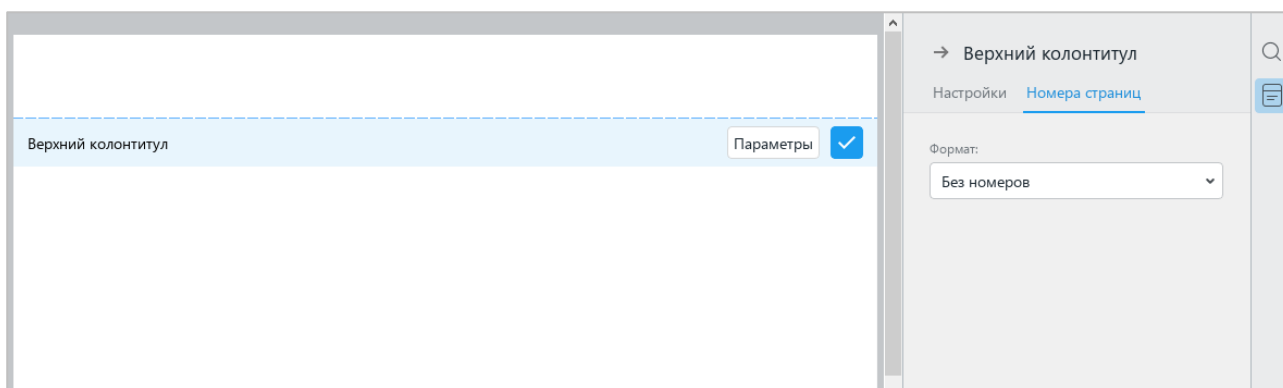 Верхний колонтитул
Параметры
Верхний колонтитул
Настройки Номера страниц
Формат:
Без номеров